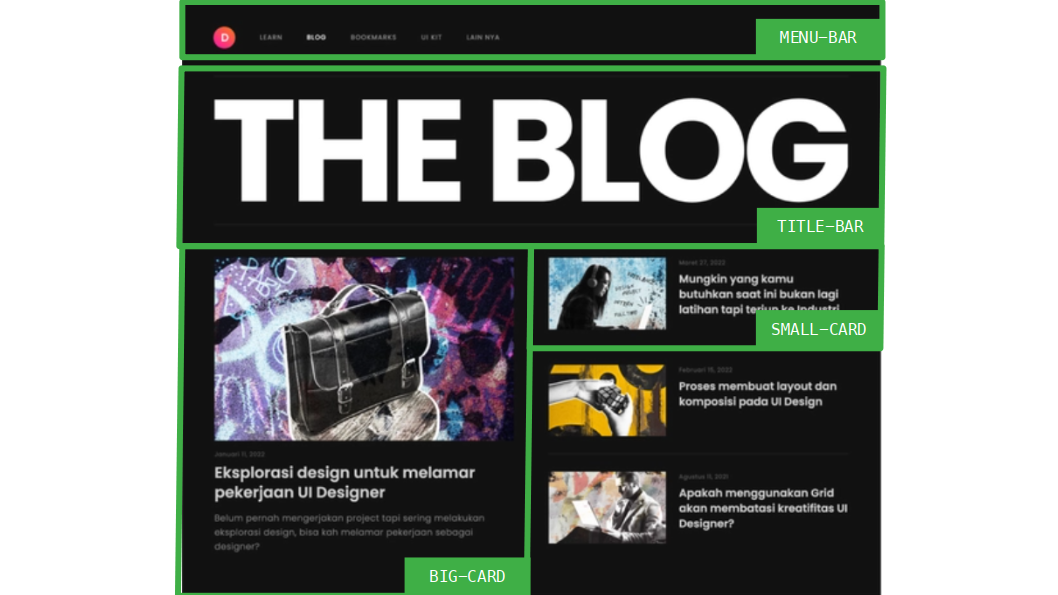 D LEARN BLOG BOOKMARKS UI KIT LAIN NYA
MENU-BAR
THE BLOG
TITLE-BAR
Januari 11, 2022
Eksplorasi design untuk melamar
pekerjaan UI Designer
Belum pernah mengerjakan project tapi sering melakukan
eksplorasi design, bisa kah melamar pekerjaan sebagai
designer?
BIG-CARD
Maret 27, 2022
Mungkin yang kamu
butuhkan saat ini bukan lagi
latihan tapi terjun ke Industri
SMALL-CARD
Februari 19, 2022
Proses membuat layout dan
komposisi pada UI Design
Agustus 11, 2021
Apakah menggunakan Grid
akan membatasi kreatifitas UI
Designer?